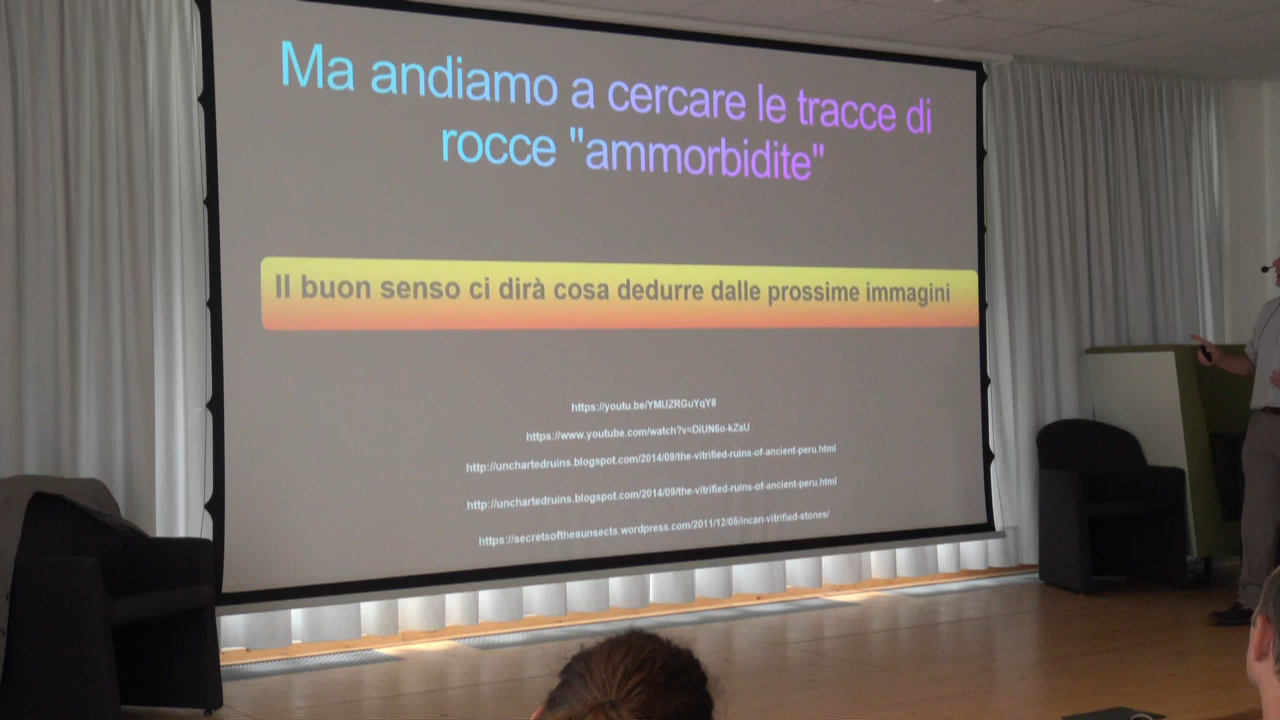 Ma andiamo a cercare le tracce di
rocce "ammorbidite"
Il buon senso ci dirà cosa dedurre dalle prossime immagini
https://youtu.be/YMUZRGuYqY8
https://www.youtube.com/watch?v=DiUN6o-kZaU
http://unchartedruins.blogspot.com/2014/09/the-vitrified-ruins-of-ancient-peru.html
http://unchartedruins.blogspot.com/2014/09/the-vitrified-ruins-of-ancient-peru.html
https://secretsofthesunsects.wordpress.com/2011/12/06/incan-vitrified-stones/